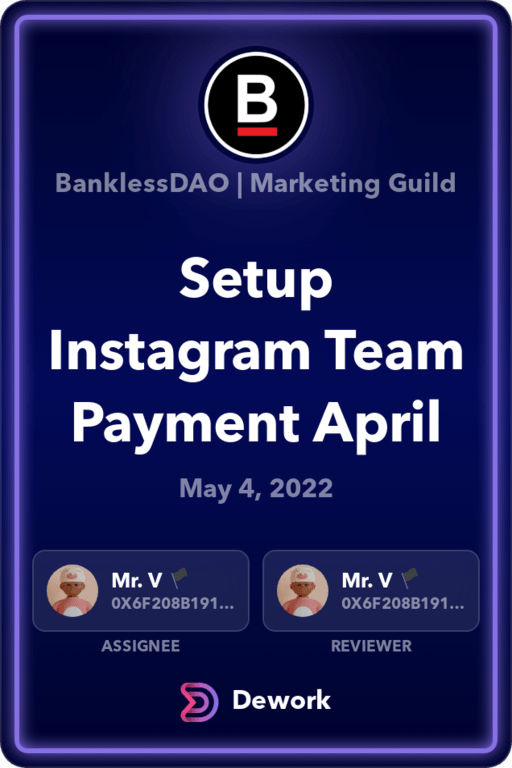 B
BanklessDAO | Marketing Guild
Setup
Instagram Team
Payment April
May 4, 2022
Mr. V 🏴
0X6F208B191...
Mr. V 🏴
0X6F208B191...
ASSIGNEE
REVIEWER
Dework